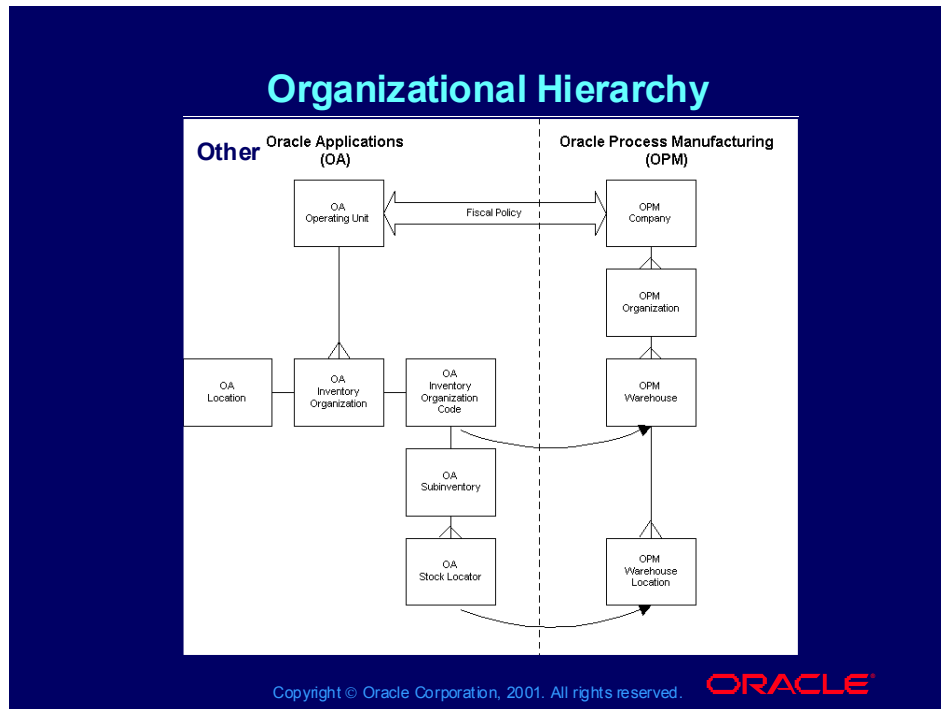 Organizational Hierarchy
Other
Oracle Applications
(OA)
Oracle Process Manufacturing
(OPM)
OA
Operating Unit
Fiscal Policy
OPM
Company
OPM
Organization
OA
Location
OA
Inventory
Organization
OA
Inventory
Organization
Code
OPM
Warehouse
OA
Subinventory
OA
Stock Locator
OPM
Warehouse
Location
Copyright © Oracle Corporation, 2001. All rights reserved.
ORACLE®